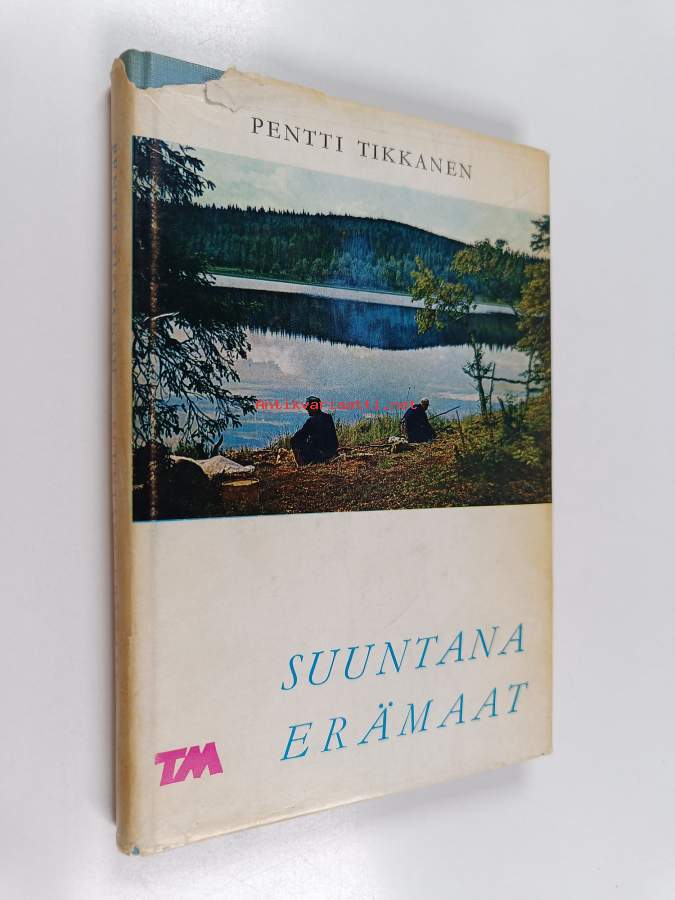 PENTTI TIKKANEN
Antikvariaatti.net
SUUNTANA
ERÄMAAT
TM